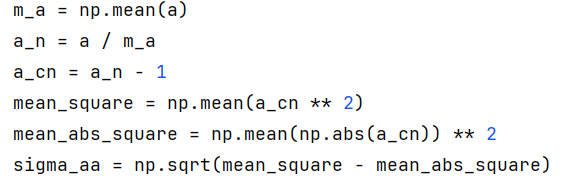 m_a = np.mean(a)
a_n = a / m_a
a_cn = a_n - 1
mean_square = np.mean(a_cn ** 2)
mean_abs_square = np.mean(np.abs(a_cn)) ** 2
sigma_aa = np.sqrt(mean_square - mean_abs_square)